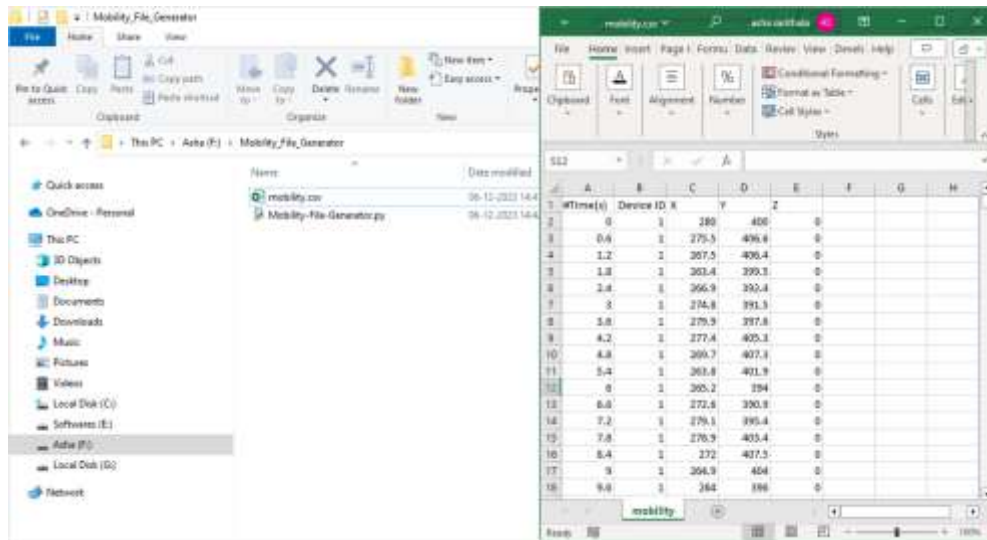 Mobility_File_Generator
File Home Share View
Pin to Quick access
Copy
Paste
Cut
Copy path
Paste shortcut
Move to
Copy to
Delete
Rename
New folder
New item
Easy access
Clipboard
Organize
New
This PC > Asha (F:) > Mobility_File_Generator
Name Date modified
mobility.csv
Mobility-File-Generator.py
Quick access
OneDrive - Personal
This PC
3D Objects
Desktop
Documents
Downloads
Music
Pictures
Videos
Local Disk (C:)
Softwares (E:)
Asha (F:)
Local Disk (G:)
Network
mobility.csv
File Home Insert Page l Formu Data Review View Develo Help
Clipboard
Font
Alignment
Number
Conditional Formatting
Format as Table
Cell Styles
Styles
Cells
S12
A B C D E F G H
1 #Time(s) Device ID X Y Z
2 0 1 280 400 0
3 0.6 1 275.5 406.6 0
4 1.2 1 267.5 406.4 0
5 1.8 1 263.4 399.5 0
6 2.4 1 266.9 392.4 0
7 3 1 274.8 391.5 0
8 3.6 1 279.9 397.6 0
9 4.2 1 277.4 405.3 0
10 4.8 1 269.7 407.3 0
11 5.4 1 263.8 401.9 0
12 6 1 265.2 394 0
13 6.6 1 272.6 390.9 0
14 7.2 1 279.1 395.4 0
15 7.8 1 278.9 403.4 0
16 8.4 1 272 407.5 0
17 9 1 264.9 404 0
18 9.6 1 264 396 0
mobility
Ready
100%